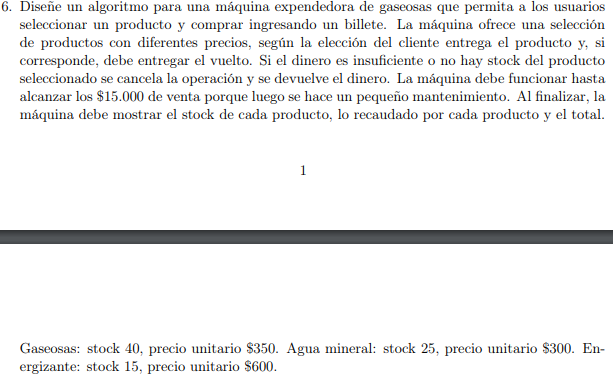 6. Diseñe un algoritmo para una máquina expendedora de gaseosas que permita a los usuarios
seleccionar un producto y comprar ingresando un billete. La máquina ofrece una selección
de productos con diferentes precios, según la elección del cliente entrega el producto y, si
corresponde, debe entregar el vuelto. Si el dinero es insuficiente o no hay stock del producto
seleccionado se cancela la operación y se devuelve el dinero. La máquina debe funcionar hasta
alcanzar los $15.000 de venta porque luego se hace un pequeño mantenimiento. Al finalizar, la
máquina debe mostrar el stock de cada producto, lo recaudado por cada producto y el total.
1
Gaseosas: stock 40, precio unitario $350. Agua mineral: stock 25, precio unitario $300. En-
ergizante: stock 15, precio unitario $600.